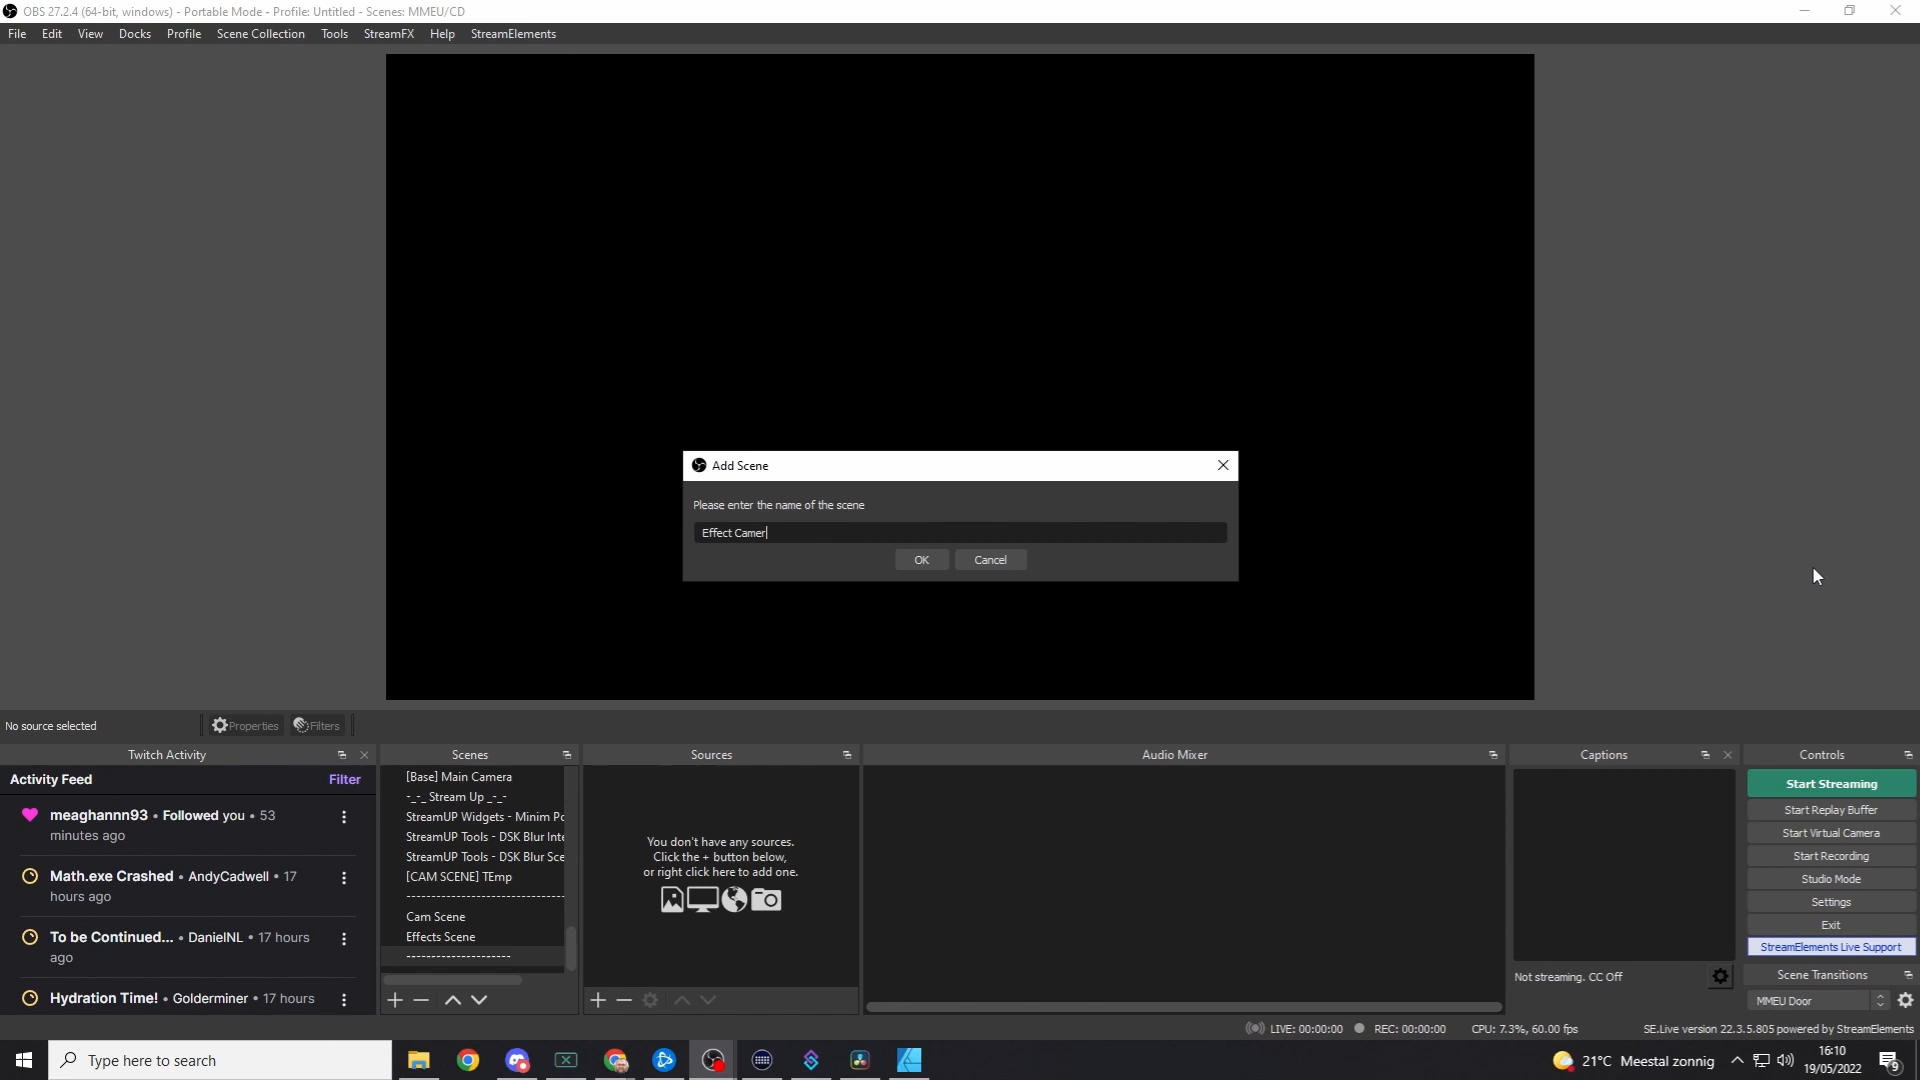 OBS 27.2.4 (64-bit, windows) - Portable Mode - Profile: Untitled - Scenes: MMEU/CD
File Edit View Docks Profile Scene Collection Tools StreamFX Help StreamElements
Add Scene
Please enter the name of the scene
Effect Camer
OK Cancel
No source selected Properties Filters
Twitch Activity
Activity Feed Filter
meaghannn93 • Followed you • 53
minutes ago
Math.exe Crashed • AndyCadwell • 17
hours ago
To be Continued... • DanielNL • 17 hours
ago
Hydration Time! • Golderminer • 17 hours
Scenes
[Base] Main Camera
-_-_ Stream Up _-_-
StreamUP Widgets - Minim Po
StreamUP Tools - DSK Blur Inte
StreamUP Tools - DSK Blur Sce
[CAM SCENE] TEmp
--------------------------------
Cam Scene
Effects Scene
---------------------
Sources
You don't have any sources.
Click the + button below,
or right click here to add one.
Audio Mixer
Captions
Not streaming. CC Off
Controls
Start Streaming
Start Replay Buffer
Start Virtual Camera
Start Recording
Studio Mode
Settings
Exit
StreamElements Live Support
Scene Transitions
MMEU Door
LIVE: 00:00:00 REC: 00:00:00 CPU: 7.3%, 60.00 fps SE.Live version 22.3.5.805 powered by StreamElements
Type here to search
21°C Meestal zonnig
16:10
19/05/2022
9